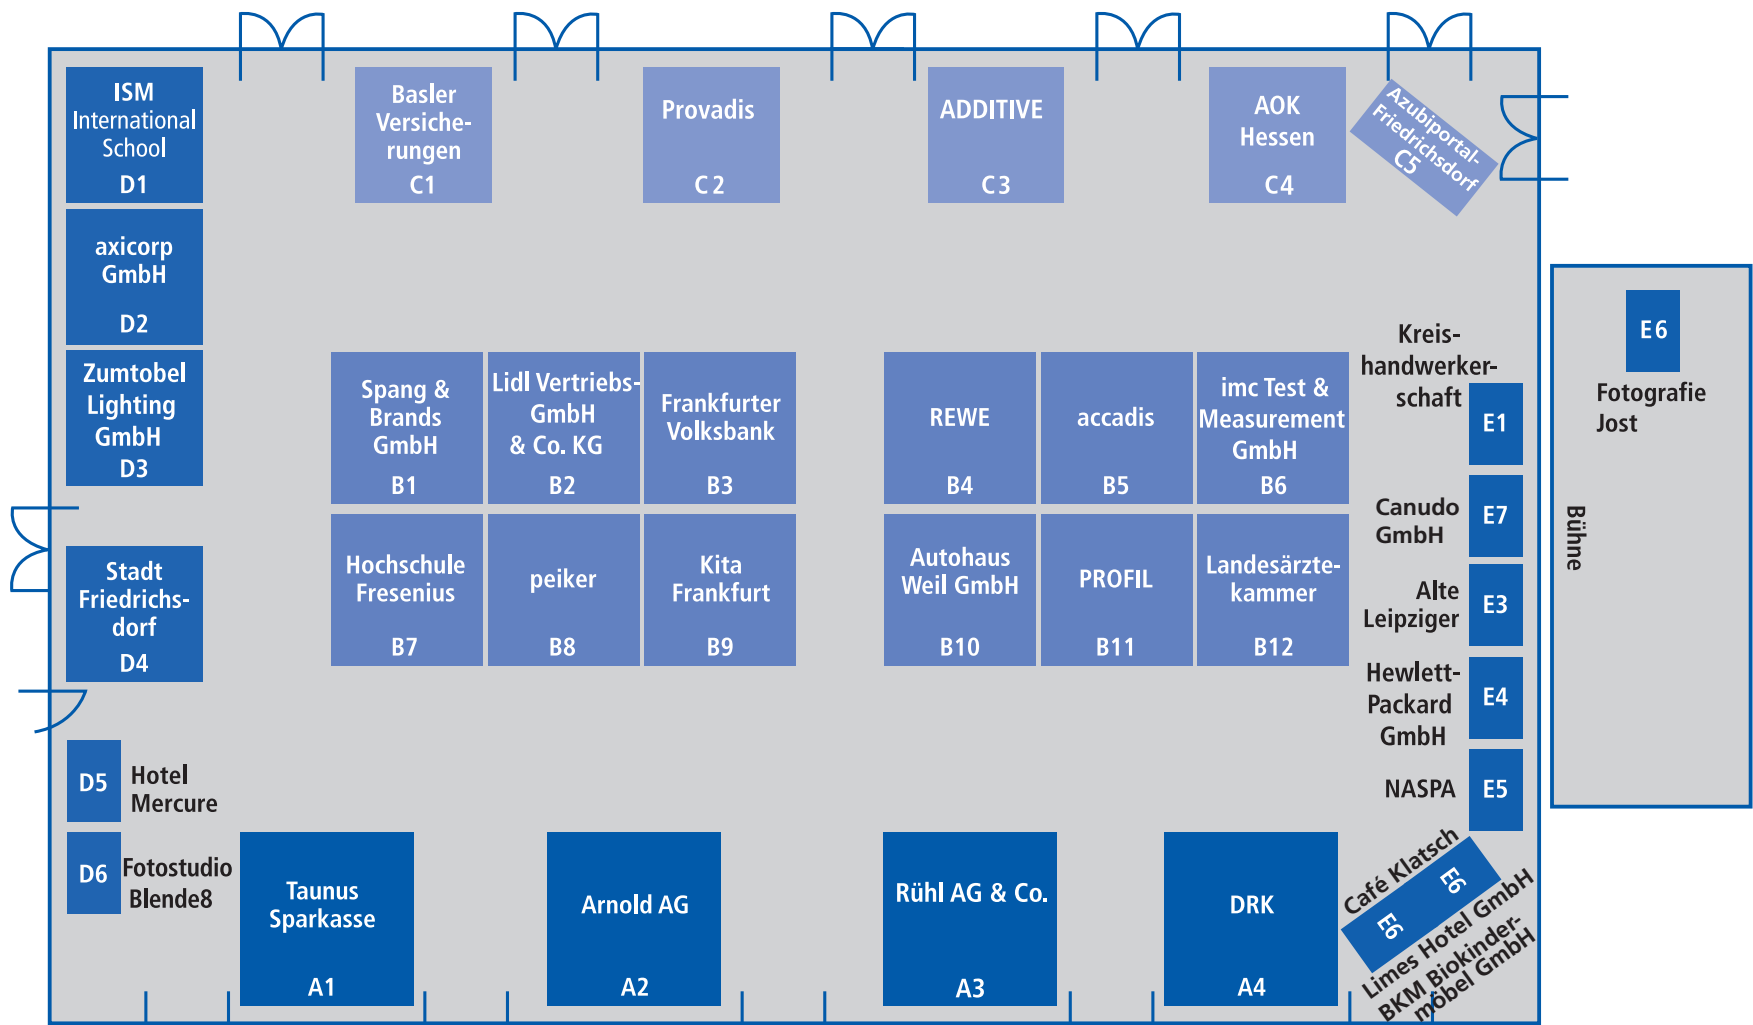 ISM
International
School
D1
Basler
Versiche-
rungen
C1
Provadis
C2
ADDITIVE
C3
AOK
Hessen
C4
Azubiportal-
Friedrichsdorf
C5
axicorp
GmbH
D2
Zumtobel
Lighting
GmbH
D3
Stadt
Friedrichs-
dorf
D4
D5
Hotel
Mercure
D6
Fotostudio
Blende8
Spang &
Brands
GmbH
B1
Lidl Vertriebs-
GmbH
& Co. KG
B2
Frankfurter
Volksbank
B3
REWE
B4
accadis
B5
imc Test &
Measurement
GmbH
B6
Hochschule
Fresenius
B7
peiker
B8
Kita
Frankfurt
B9
Autohaus
Weil GmbH
B10
PROFIL
B11
Landesärzte-
kammer
B12
Kreis-
handwerker-
schaft
E1
Canudo
GmbH
E7
Alte
Leipziger
E3
Hewlett-
Packard
GmbH
E4
NASPA
E5
E6
Fotografie
Jost
Bühne
Taunus
Sparkasse
A1
Arnold AG
A2
Rühl AG & Co.
A3
DRK
A4
Café Klatsch
E6
E6
Limes Hotel GmbH
BKM Biokinder-
möbel GmbH